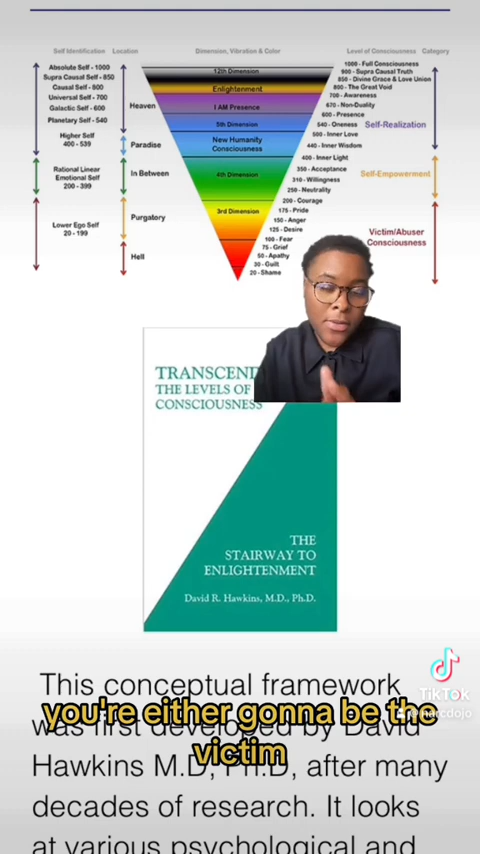 Self Identification Location Dimension, Vibration & Color Level of Consciousness Category
Absolute Self - 1000
Supra Causal Self - 850
Causal Self - 800
Universal Self - 700
Galactic Self - 600
Planetary Self - 540
Higher Self
400 - 539
Rational Linear
Emotional Self
200 - 399
Lower Ego Self
20 - 199
Heaven
Paradise
In Between
Purgatory
Hell
12th Dimension
Enlightenment
I AM Presence
5th Dimension
New Humanity
Consciousness
4th Dimension
3rd Dimension
1000 - Full Consciousness
900 - Supra Causal Truth
850 - Divine Grace & Love Union
800 - The Great Void
700 - Awareness
670 - Non-Duality
600 - Presence
540 - Oneness
500 - Inner Love
440 - Inner Wisdom
400 - Inner Light
350 - Acceptance
310 - Willingness
250 - Neutrality
200 - Courage
175 - Pride
150 - Anger
125 - Desire
100 - Fear
75 - Grief
50 - Apathy
30 - Guilt
20 - Shame
Self-Realization
Self-Empowerment
Victim/Abuser
Consciousness
TRANSCEND
THE LEVELS OF
CONSCIOUSNESS
THE
STAIRWAY TO
ENLIGHTENMENT
David R. Hawkins, M.D., Ph.D.
TikTok
This conceptual framework
you're either gonna be the
was first developed by David
victim
Hawkins M.D, Ph.D, after many
decades of research. It looks
at various psychological and